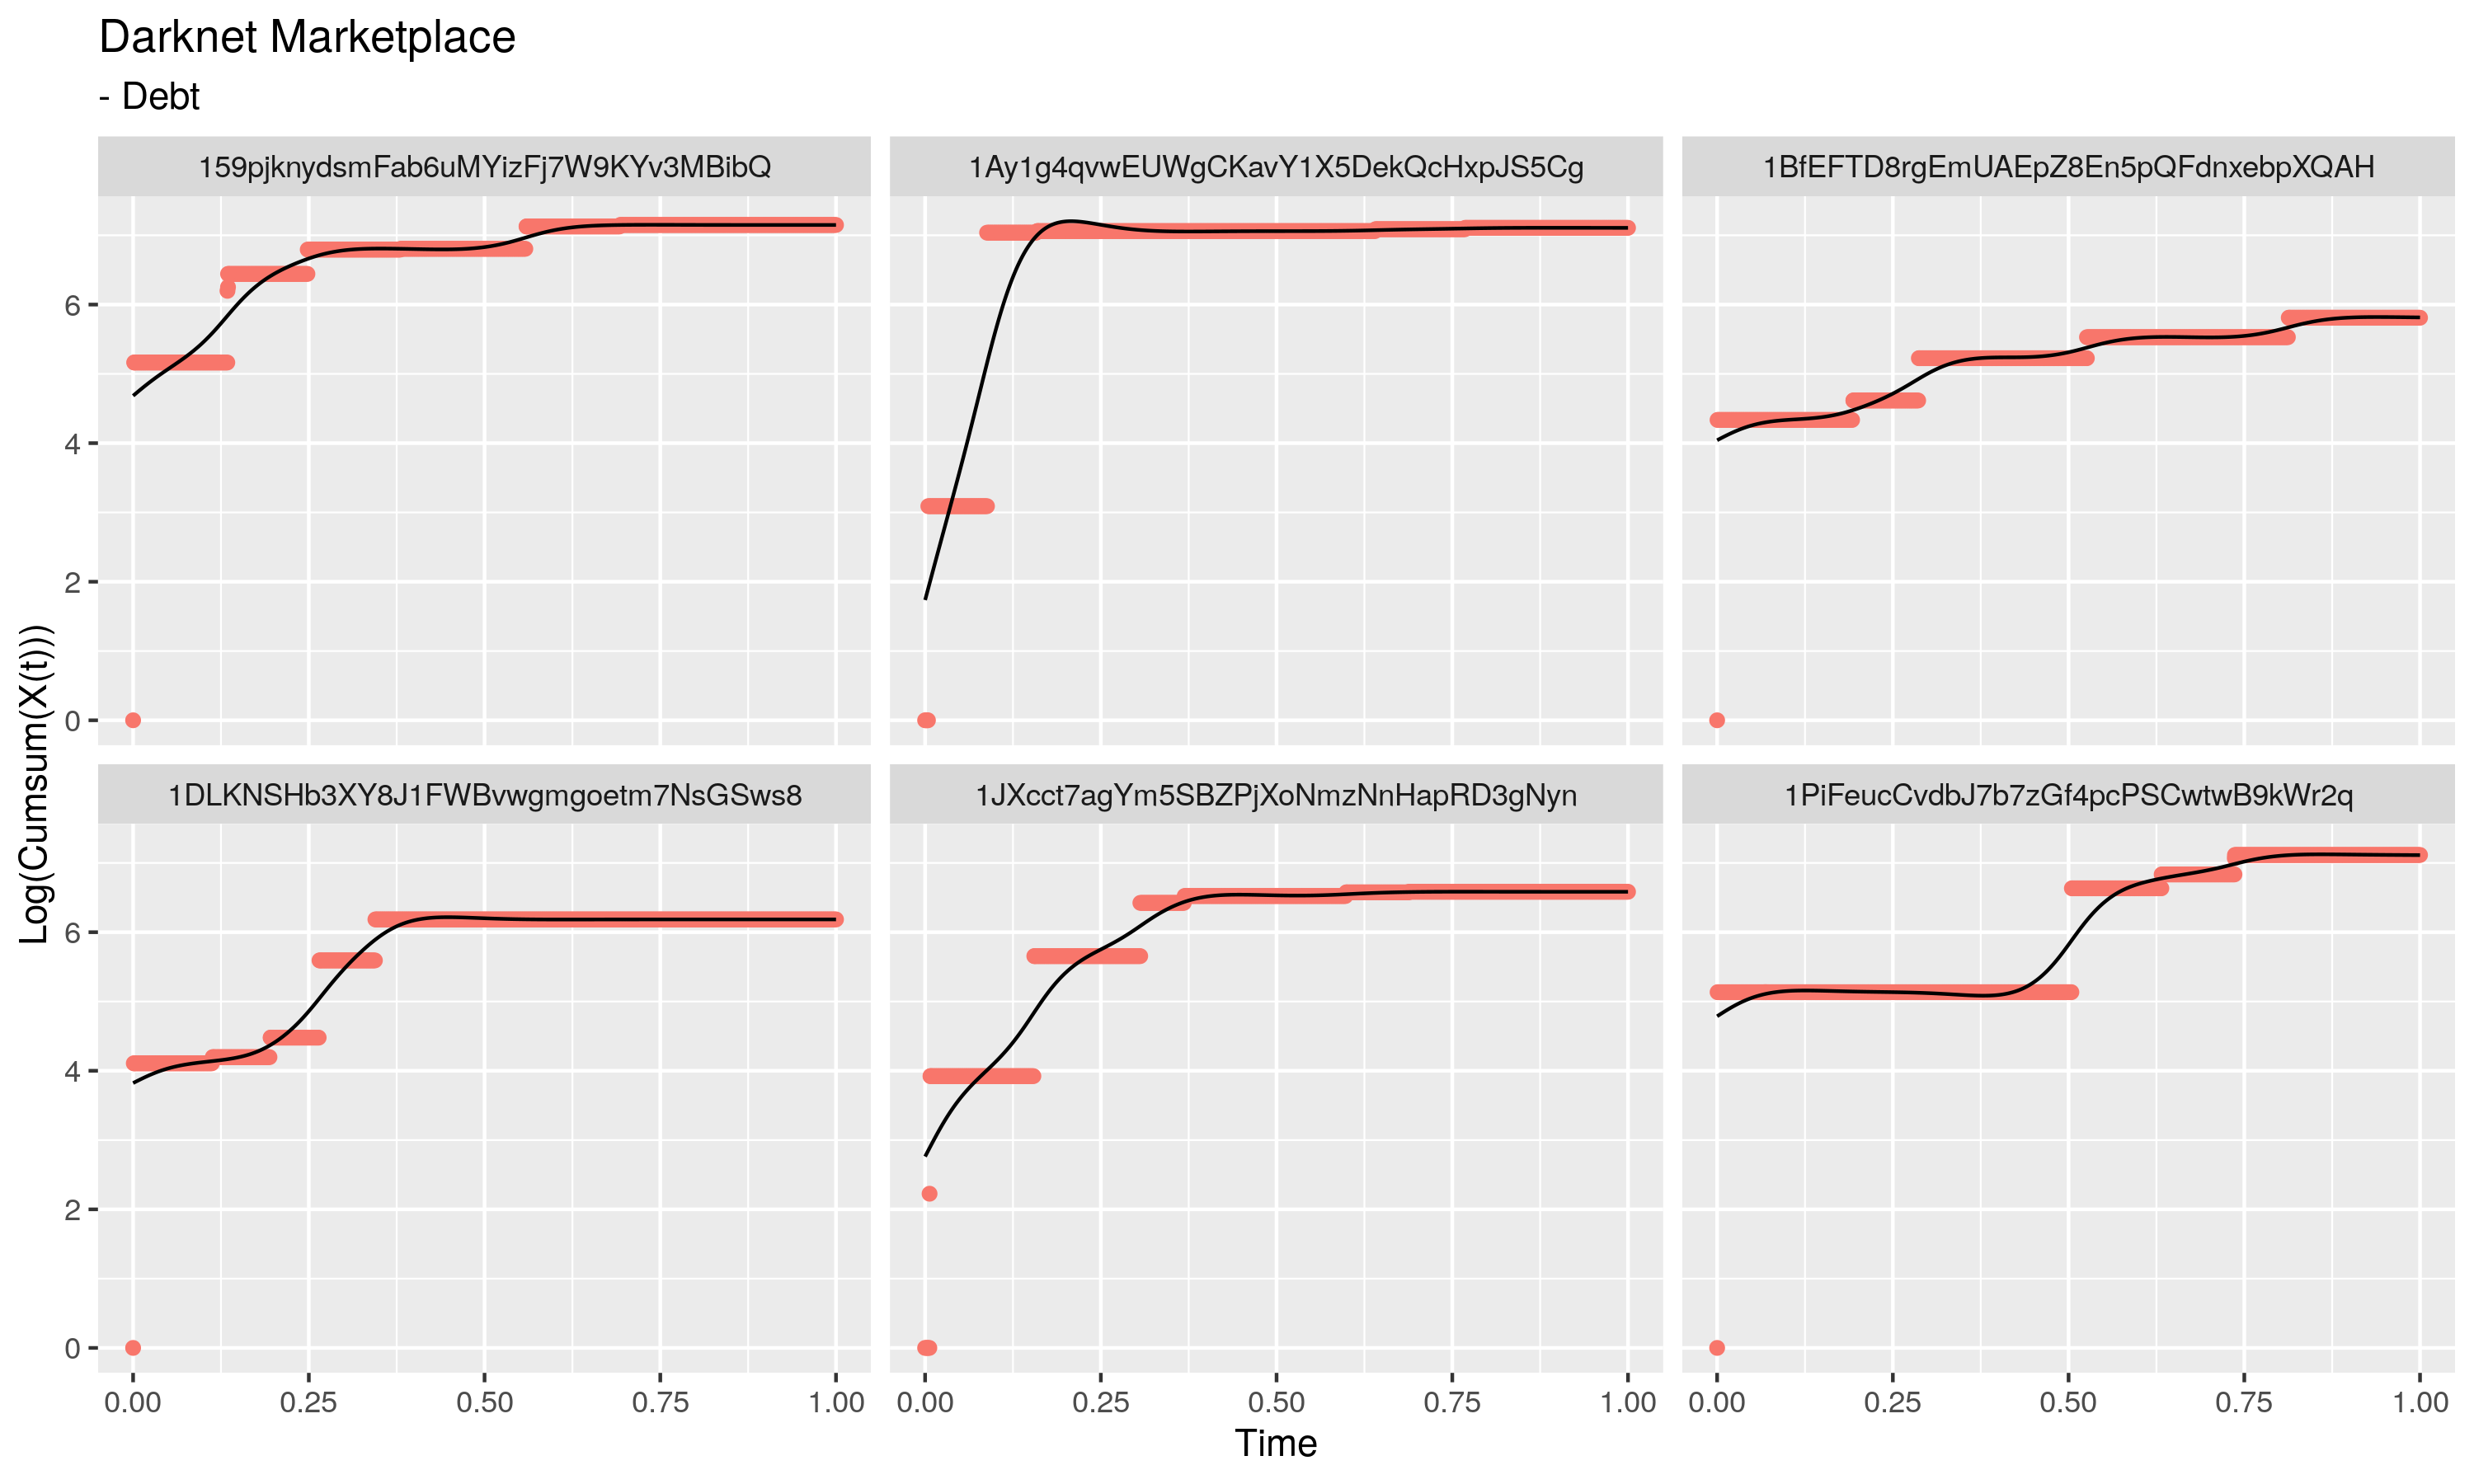 Darknet Marketplace
- Debt
159pjknydsmFab6uMYizFj7W9KYv3MBibQ
1Ay1g4qvwEUWgCKavY1X5DekQcHxpJS5Cg
1BfEFTD8rgEmUAEpZ8En5pQFdnxebpXQAH
6
4
2
0
Log(Cumsum(X(t)))
1DLKNSHb3XY8J1FWBvwgmgoetm7NsGSws8
1JXcct7agYm5SBZPjXoNmzNnHapRD3gNyn
1PiFeucCvdbJ7b7zGf4pcPSCwtwB9kWr2q
6
4
2
0
0.00 0.25 0.50 0.75 1.00
0.00 0.25 0.50 0.75 1.00
0.00 0.25 0.50 0.75 1.00
Time